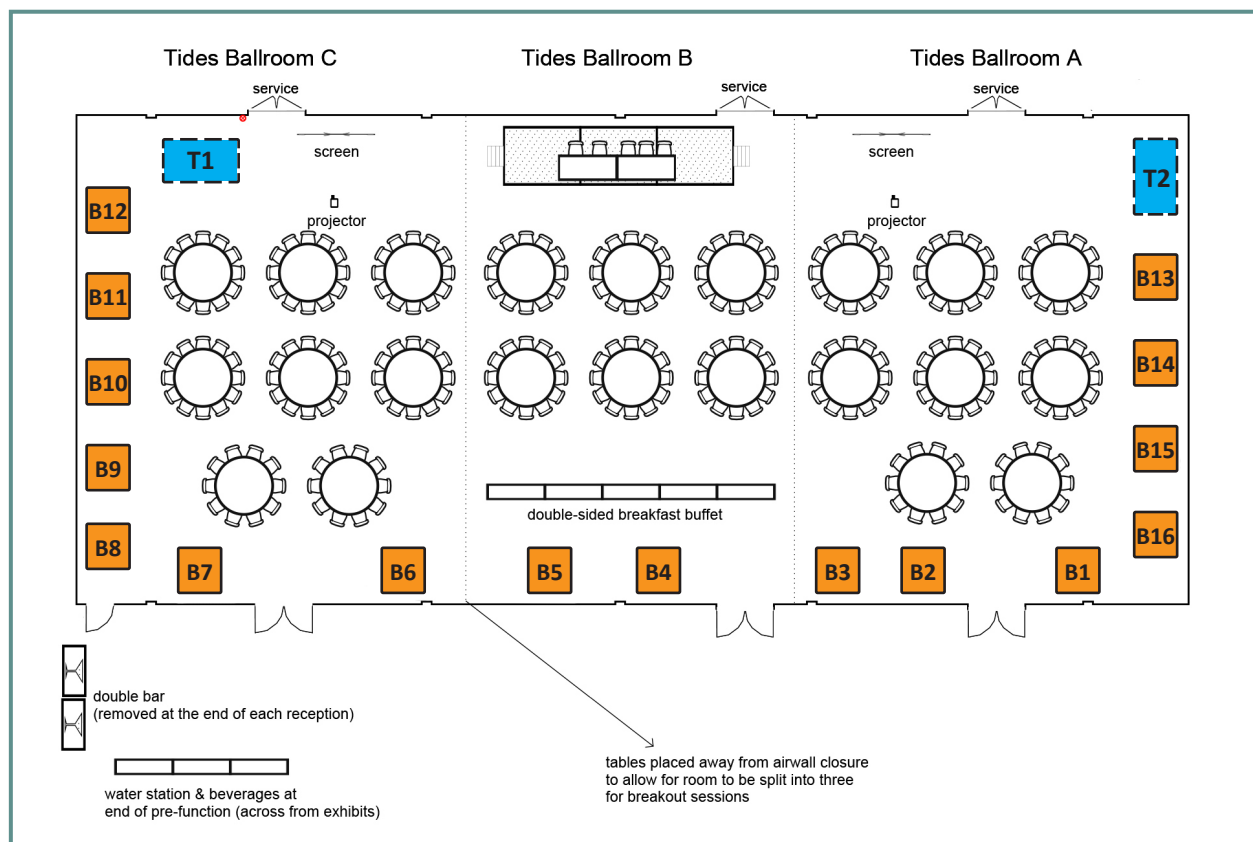 Tides Ballroom C
Tides Ballroom B
Tides Ballroom A
service
service
service
T1
screen
screen
T2
B12
projector
projector
B11
B13
B10
B14
B9
B15
double-sided breakfast buffet
B8
B16
B7
B6
B5
B4
B3
B2
B1
double bar
(removed at the end of each reception)
tables placed away from airwall closure
to allow for room to be split into three
for breakout sessions
water station & beverages at
end of pre-function (across from exhibits)